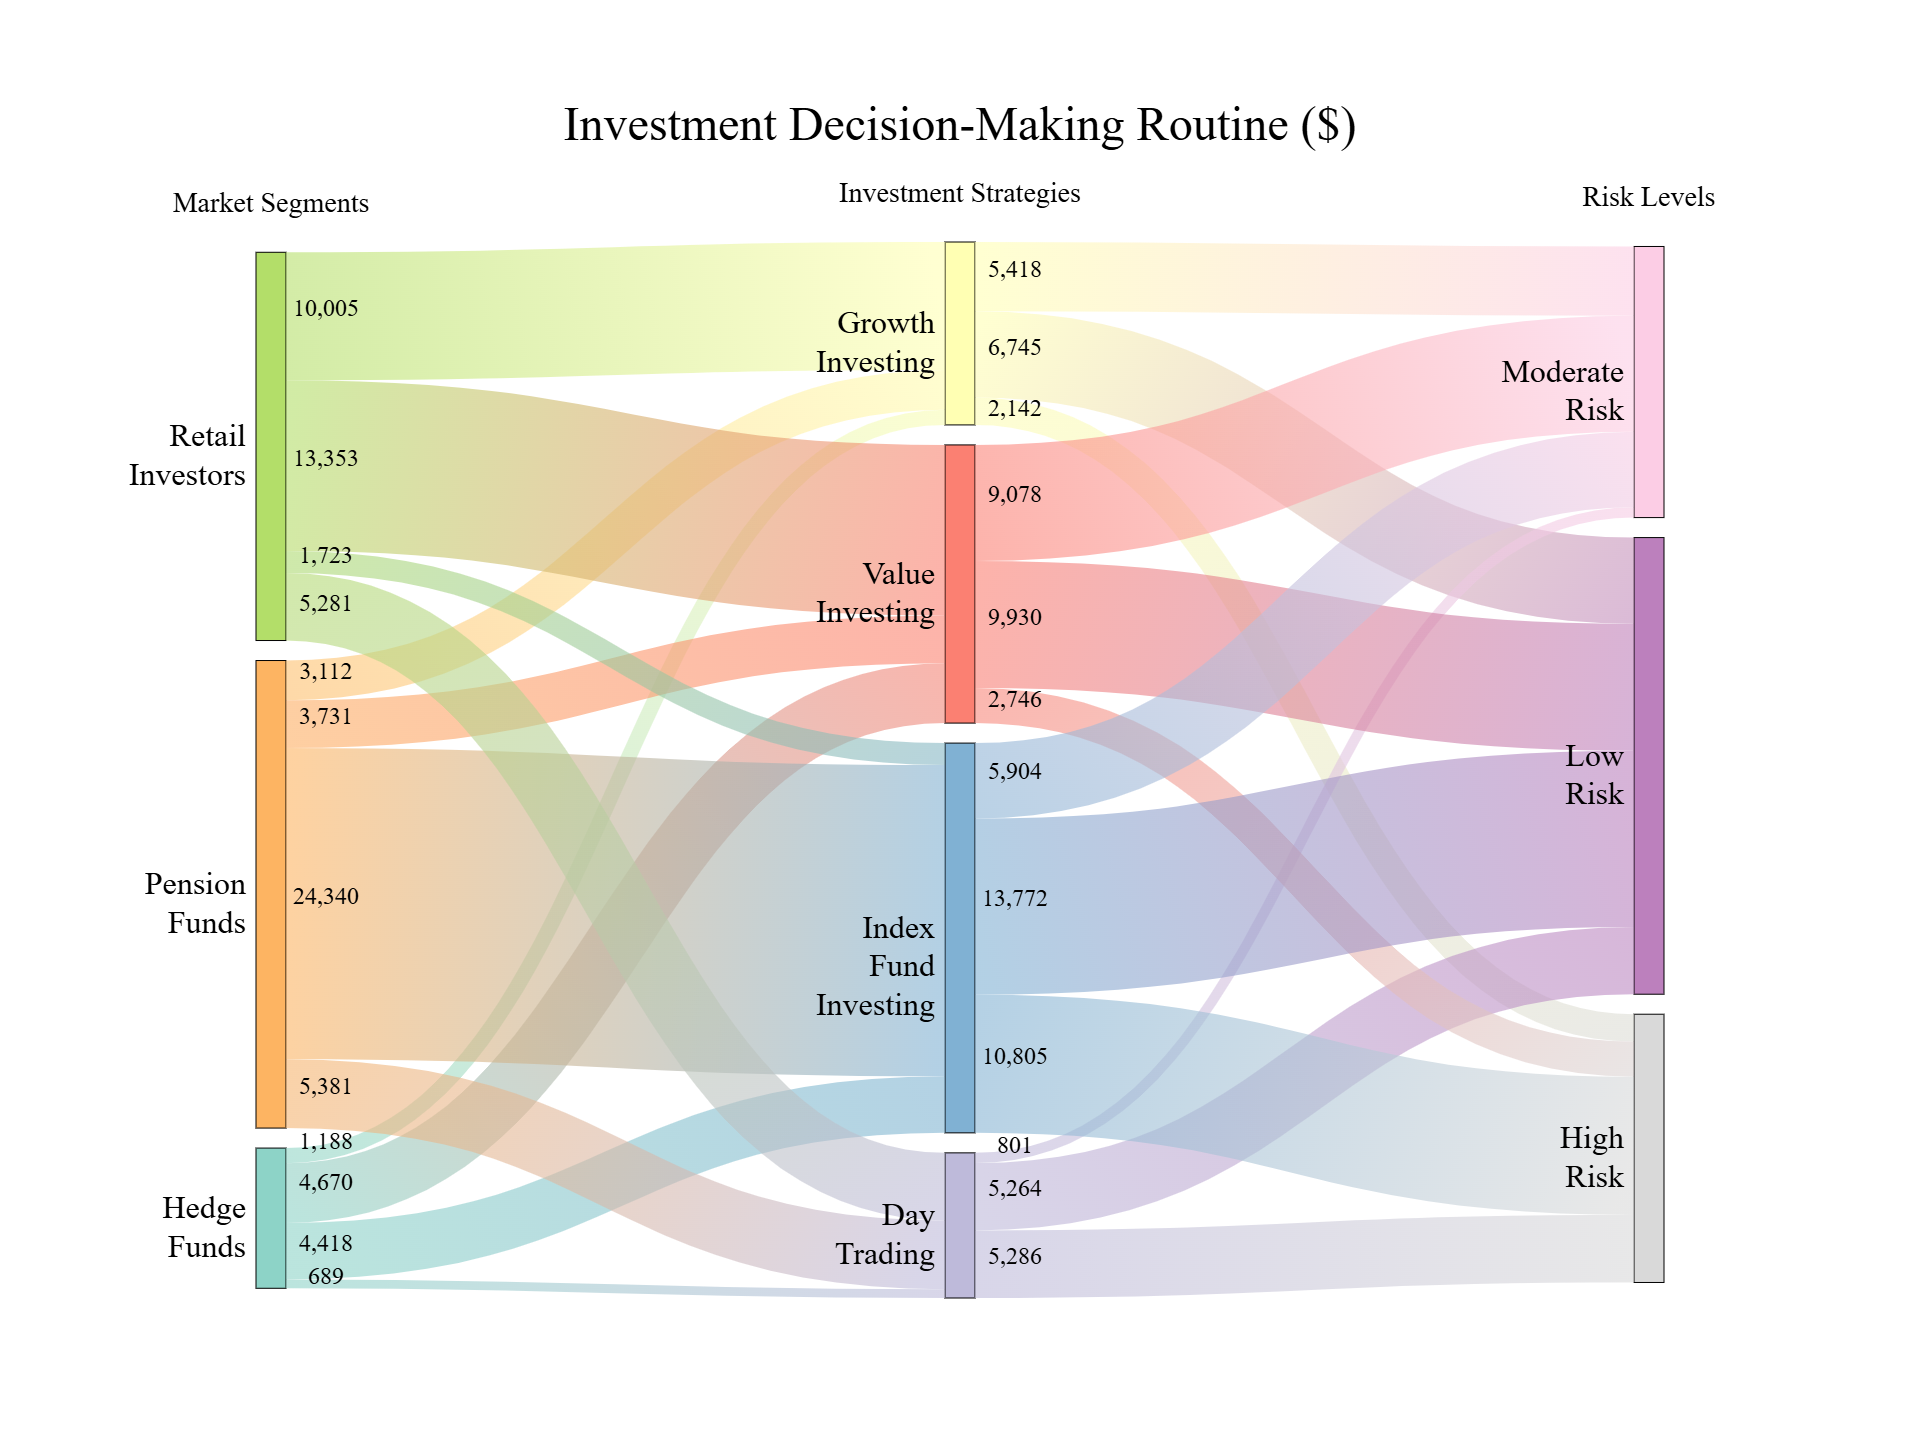 Investment Decision-Making Routine ($)
Market Segments
Investment Strategies
Risk Levels
10,005
13,353
1,723
5,281
Retail
Investors
3,112
3,731
24,340
5,381
Pension
Funds
1,188
4,670
4,418
689
Hedge
Funds
Growth
Investing
5,418
6,745
2,142
Value
Investing
9,078
9,930
2,746
Index
Fund
Investing
5,904
13,772
10,805
Day
Trading
801
5,264
5,286
Moderate
Risk
Low
Risk
High
Risk